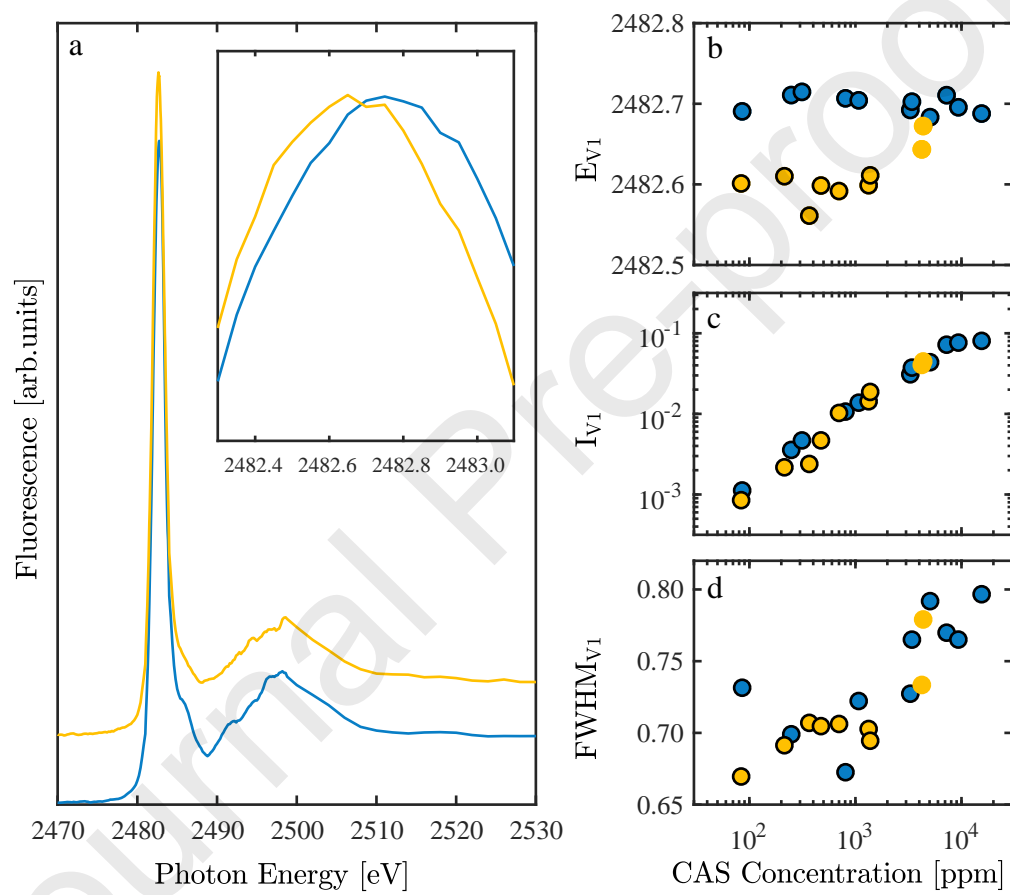 a
2482.4 2482.6 2482.8 2483.0
Fluorescence [arb.units]
2470 2480 2490 2500 2510 2520 2530
Photon Energy [eV]
b
2482.8
2482.7
2482.6
2482.5
E_V1
c
10^-1
10^-2
10^-3
I_V1
d
0.80
0.75
0.70
0.65
FWHM_V1
10^2 10^3 10^4
CAS Concentration [ppm]
Journal Pre-proof